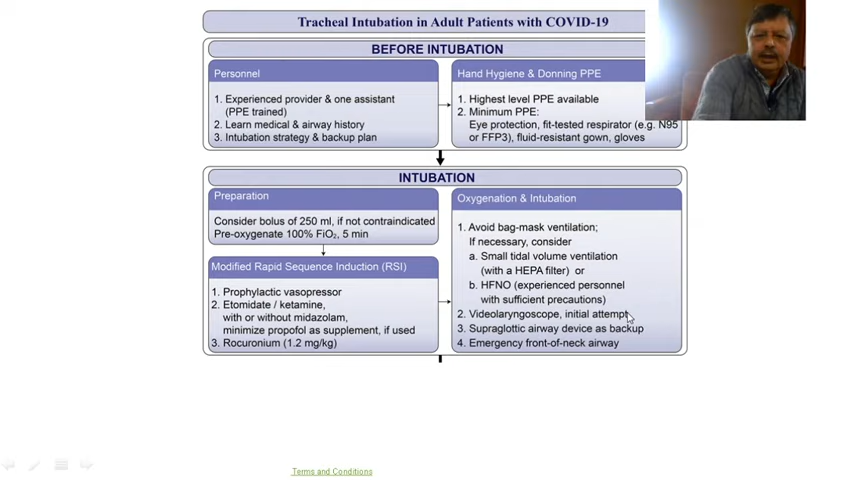 Tracheal Intubation in Adult Patients with COVID-19
BEFORE INTUBATION
Personnel
1. Experienced provider & one assistant
(PPE trained)
2. Learn medical & airway history
3. Intubation strategy & backup plan
Hand Hygiene & Donning PPE
1. Highest level PPE available
2. Minimum PPE:
Eye protection, fit-tested respirator (e.g. N95
or FFP3), fluid-resistant gown, gloves
INTUBATION
Preparation
Consider bolus of 250 ml, if not contraindicated
Pre-oxygenate 100% FiO₂, 5 min
Modified Rapid Sequence Induction (RSI)
1. Prophylactic vasopressor
2. Etomidate / ketamine,
with or without midazolam,
minimize propofol as supplement, if used
3. Rocuronium (1.2 mg/kg)
Oxygenation & Intubation
1. Avoid bag-mask ventilation;
If necessary, consider
a. Small tidal volume ventilation
(with a HEPA filter) or
b. HFNO (experienced personnel
with sufficient precautions)
2. Videolaryngoscope, initial attempt
3. Supraglottic airway device as backup
4. Emergency front-of-neck airway
Terms and Conditions